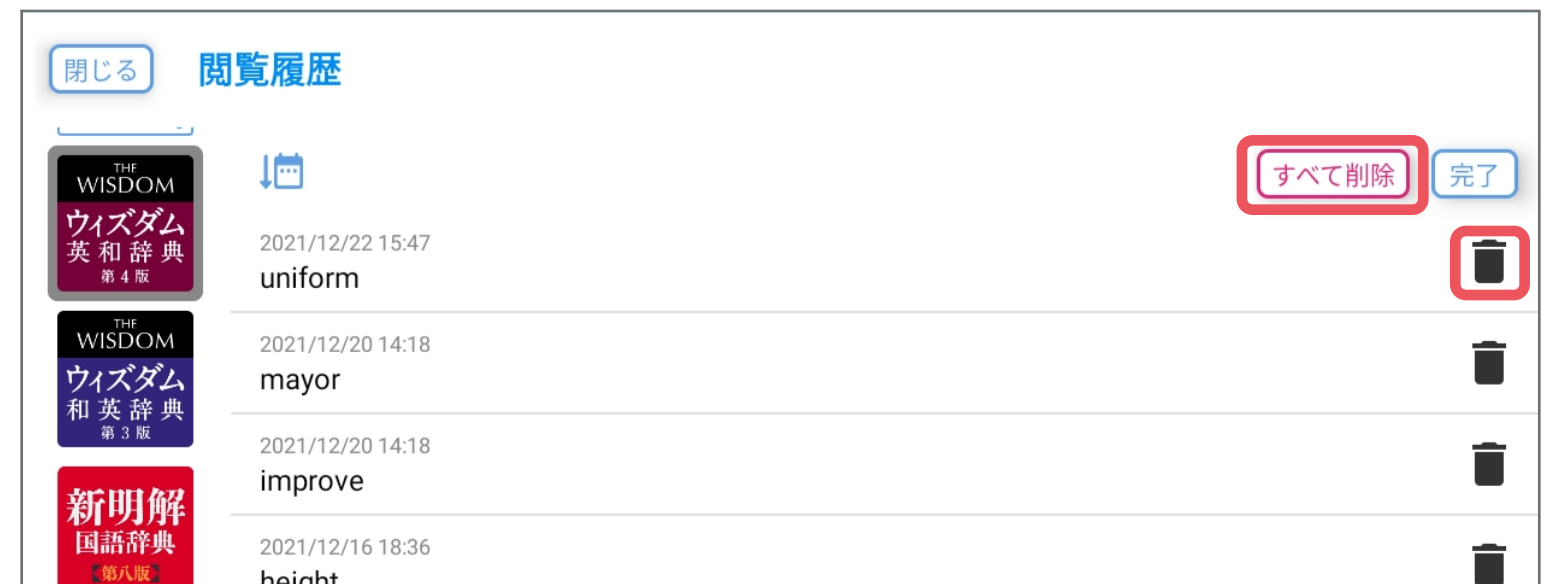 閉じる 閲覧履歴
すべて削除 完了
THE
WISDOM
ウィズダム
英和辞典
第4版
THE
WISDOM
ウィズダム
和英辞典
第3版
新明解
国語辞典
【第八版】
2021/12/22 15:47
uniform
2021/12/20 14:18
mayor
2021/12/20 14:18
improve
2021/12/16 18:36
height